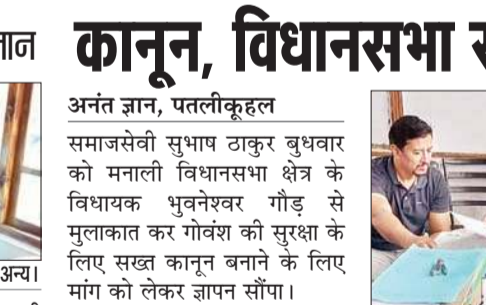 कानून, विधानसभा
अनंत ज्ञान, पतलीकूहल
समाजसेवी सुभाष ठाकुर बुधवार
को मनाली विधानसभा क्षेत्र के
विधायक भुवनेश्वर गौड़ से
मुलाकात कर गोवंश की सुरक्षा के
लिए सख्त कानून बनाने के लिए
मांग को लेकर ज्ञापन सौंपा।
अन्य।